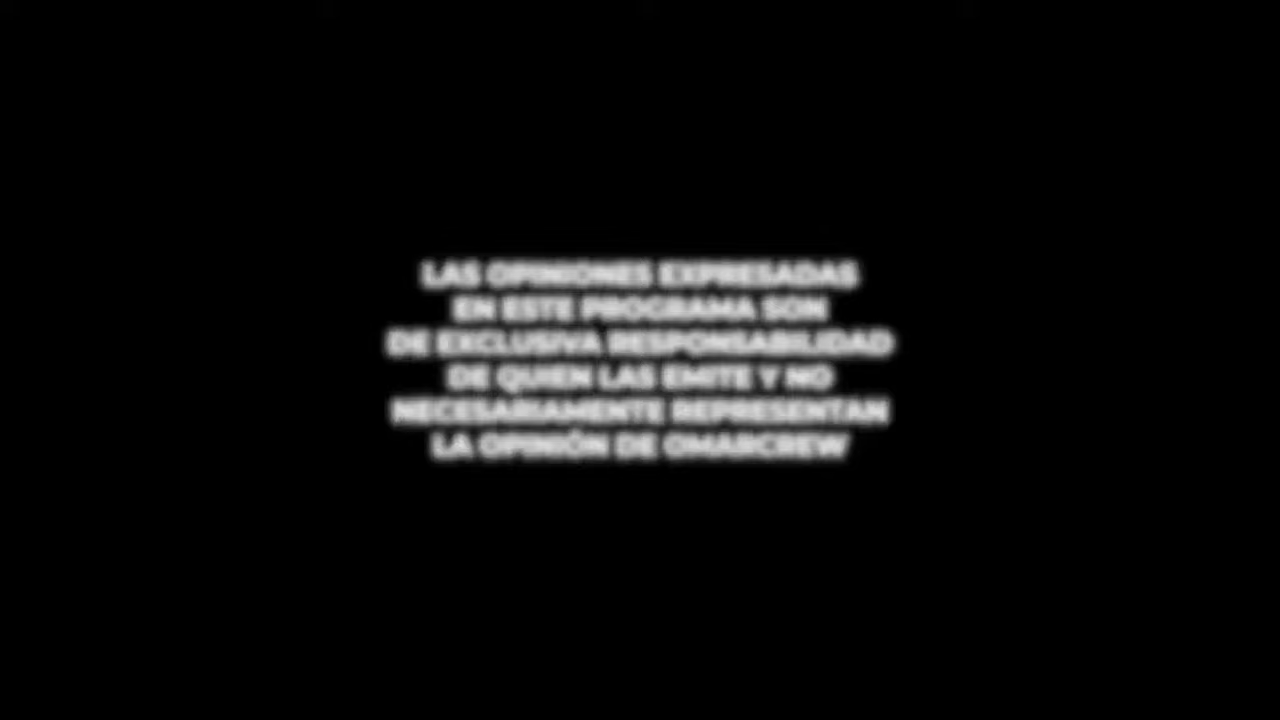 LAS OPINIONES EXPRESADAS
EN ESTE PROGRAMA SON
DE EXCLUSIVA RESPONSABILIDAD
DE QUIEN LAS EMITE Y NO
NECESARIAMENTE REPRESENTAN
LA OPINIÓN DE OMARCREW